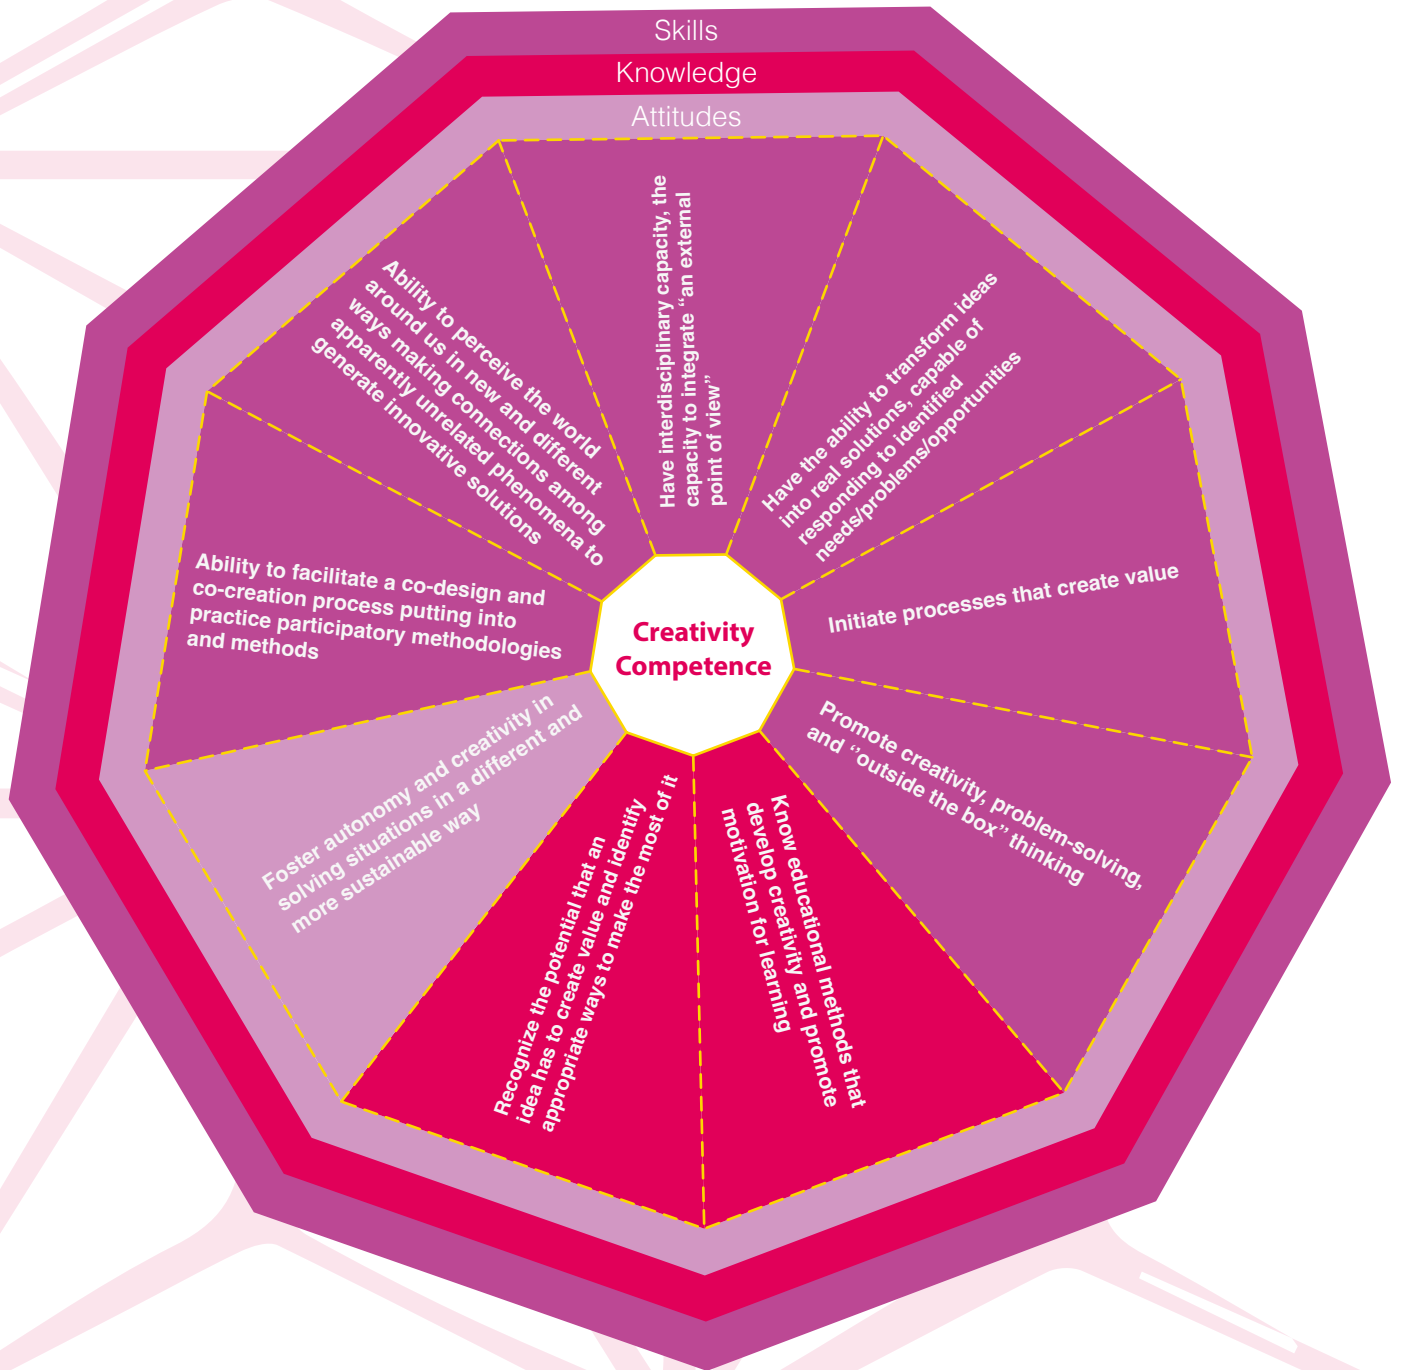 Skills
Knowledge
Attitudes
Have interdisciplinary capacity, the
capacity to integrate “an external
point of view”
Have the ability to transform ideas
into real solutions, capable of
responding to identified
needs/problems/opportunities
Initiate processes that create value
Promote creativity, problem-solving,
and “outside the box” thinking
Know educational methods that
develop creativity and promote
motivation for learning
Recognize the potential that an
idea has to create value and identify
appropriate ways to make the most of it
Foster autonomy and creativity in
solving situations in a different and
more sustainable way
Ability to facilitate a co-design and
co-creation process putting into
practice participatory methodologies
and methods
Ability to perceive the world
around us in new and different
ways making connections among
apparently unrelated phenomena to
generate innovative solutions
Creativity
Competence